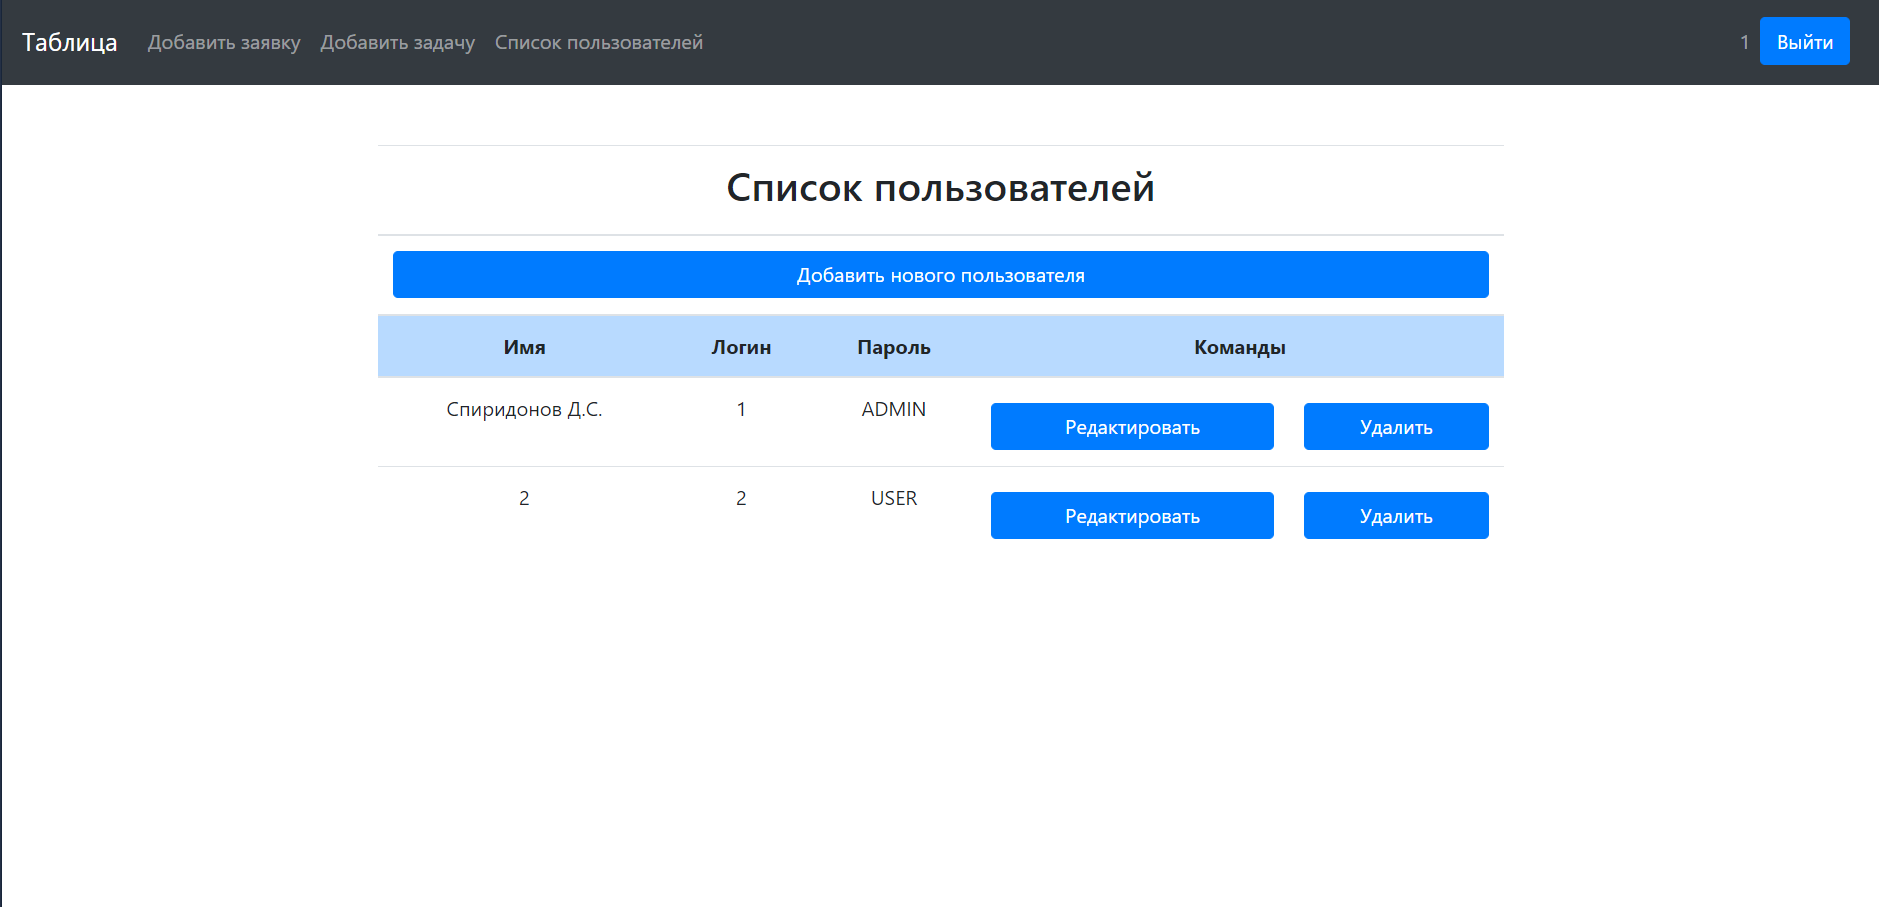 Таблица Добавить заявку Добавить задачу Список пользователей 1 Выйти
Список пользователей
Добавить нового пользователя
Имя Логин Пароль Команды
Спиридонов Д.С. 1 ADMIN Редактировать Удалить
2 2 USER Редактировать Удалить